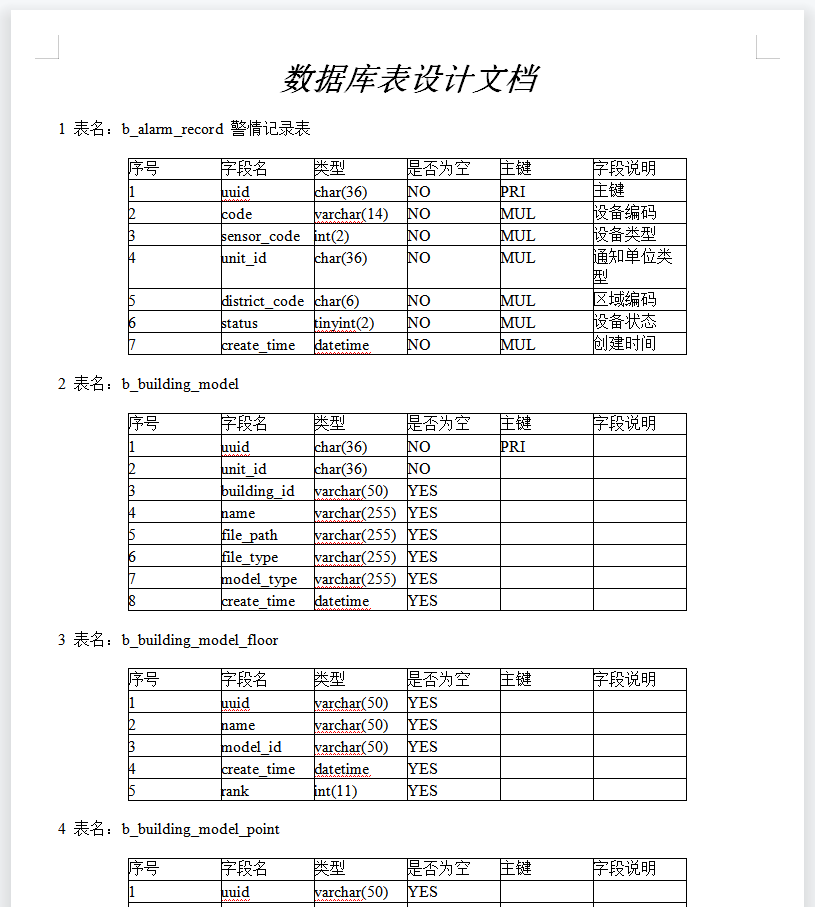 数据库表设计文档
1 表名：b_alarm_record 警情记录表
序号 字段名 类型 是否为空 主键 字段说明
1 uuid char(36) NO PRI 主键
2 code varchar(14) NO MUL 设备编码
3 sensor_code int(2) NO MUL 设备类型
4 unit_id char(36) NO MUL 通知单位类
型
5 district_code char(6) NO MUL 区域编码
6 status tinyint(2) NO MUL 设备状态
7 create_time datetime NO MUL 创建时间
2 表名：b_building_model
序号 字段名 类型 是否为空 主键 字段说明
1 uuid char(36) NO PRI
2 unit_id char(36) NO
3 building_id varchar(50) YES
4 name varchar(255) YES
5 file_path varchar(255) YES
6 file_type varchar(255) YES
7 model_type varchar(255) YES
8 create_time datetime YES
3 表名：b_building_model_floor
序号 字段名 类型 是否为空 主键 字段说明
1 uuid varchar(50) YES
2 name varchar(50) YES
3 model_id varchar(50) YES
4 create_time datetime YES
5 rank int(11) YES
4 表名：b_building_model_point
序号 字段名 类型 是否为空 主键 字段说明
1 uuid varchar(50) YES